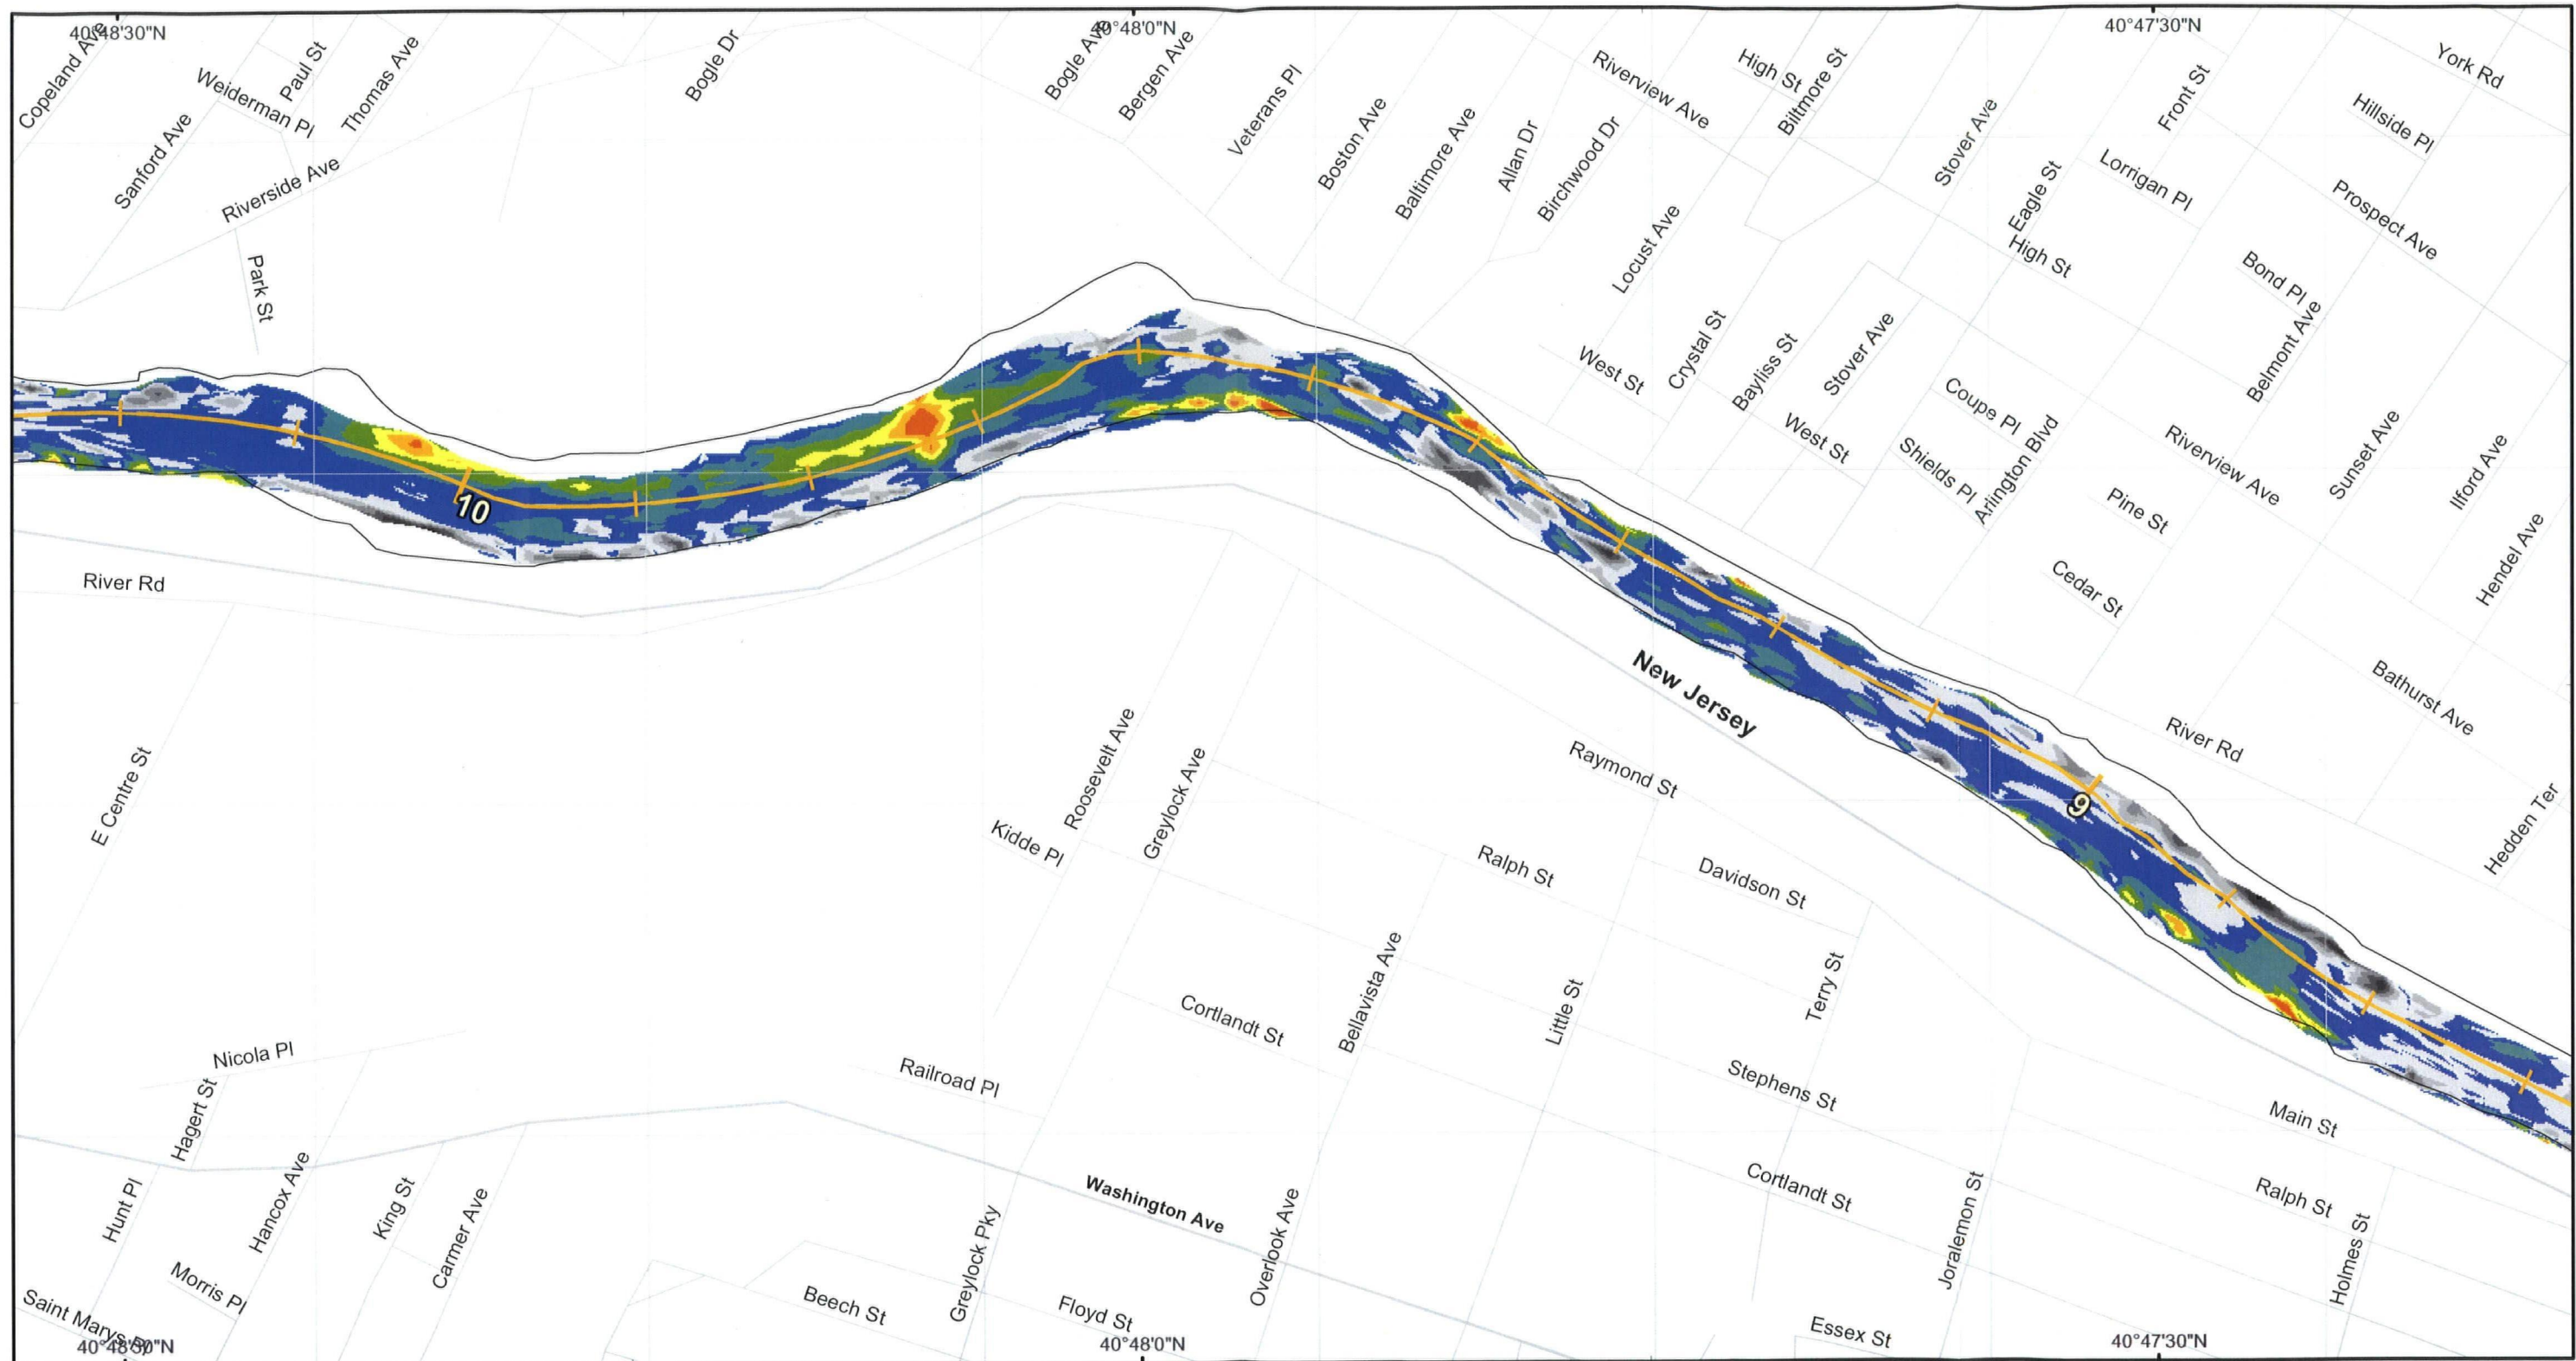 40°48'30"N
40°48'0"N
40°47'30"N
Copeland Ave
Weiderman Pl
Paul St
Thomas Ave
Sanford Ave
Riverside Ave
Park St
Bogle Dr
Bogle Ave
Bergen Ave
Veterans Pl
Boston Ave
Baltimore Ave
Allan Dr
Birchwood Dr
Riverview Ave
High St
Biltmore St
Locust Ave
Stover Ave
Eagle St
High St
Front St
Lorrigan Pl
York Rd
Hillside Pl
Prospect Ave
Bond Pl
Belmont Ave
West St
Crystal St
Bayliss St
Stover Ave
West St
Coupe Pl
Shields Pl
Arlington Blvd
Riverview Ave
Sunset Ave
Ilford Ave
Pine St
Cedar St
Hendel Ave
Bathurst Ave
River Rd
Hedden Ter
10
9
River Rd
New Jersey
E Centre St
Roosevelt Ave
Greylock Ave
Kidde Pl
Raymond St
Ralph St
Davidson St
Bellavista Ave
Little St
Terry St
Cortlandt St
Nicola Pl
Railroad Pl
Stephens St
Main St
Hagert St
Hunt Pl
Hancox Ave
King St
Carmer Ave
Morris Pl
Saint Marys Pl
Washington Ave
Greylock Pky
Overlook Ave
Beech St
Floyd St
Cortlandt St
Joralemon St
Ralph St
Holmes St
Essex St
40°48'30"N
40°48'0"N
40°47'30"N